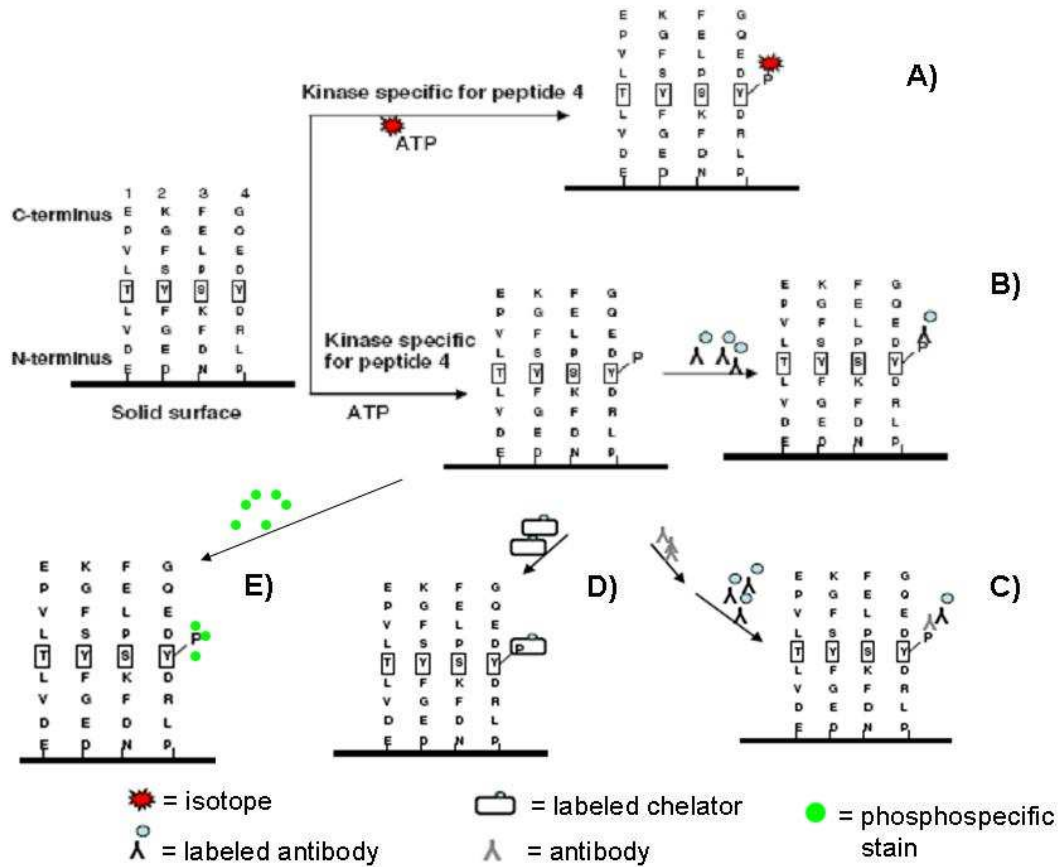 A)
Kinase specific for peptide 4
ATP
E K F G
P G E Q
V F L E
L S P D P
T Y S Y
L F K D
V G F R
D E D L
E D N P
C-terminus
N-terminus
1 2 3 4
E K F G
P G E Q
V F L E
L S P D
T Y S Y
L F K D
V G F R
D E D L
E D N P
Solid surface
Kinase specific
for peptide 4
ATP
E K F G
P G E Q
V F L E
L S P D P
T Y S Y
L F K D
V G F R
D E D L
E D N P
B)
E K F G
P G E Q
V F L E
L S P D P
T Y S Y
L F K D
V G F R
D E D L
E D N P
E)
E K F G
P G E Q
V F L E
L S P D P
T Y S Y
L F K D
V G F R
D E D L
E D N P
D)
E K F G
P G E Q
V F L E
L S P D P
T Y S Y
L F K D
V G F R
D E D L
E D N P
C)
E K F G
P G E Q
V F L E
L S P D P
T Y S Y
L F K D
V G F R
D E D L
E D N P
= isotope
= labeled antibody
= labeled chelator
= antibody
= phosphospecific
stain